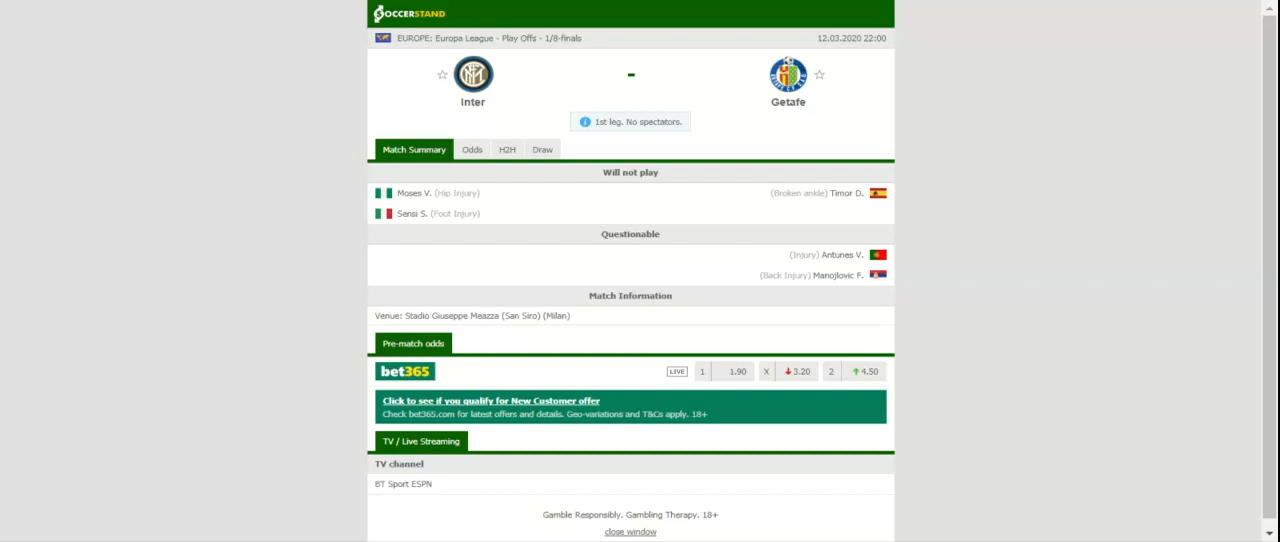 SOCCERSTAND
EUROPE: Europa League - Play Offs - 1/8-finals 12.03.2020 22:00
-
Inter Getafe
1st leg. No spectators.
Match Summary Odds H2H Draw
Will not play
Moses V. (Hip Injury) (Broken ankle) Timor D.
Sensi S. (Foot Injury)
Questionable
(Injury) Antunes V.
(Back Injury) Manojlovic F.
Match Information
Venue: Stadio Giuseppe Meazza (San Siro) (Milan)
Pre-match odds
bet365 LIVE 1 1.90 X 3.20 2 4.50
Click to see if you qualify for New Customer offer
Check bet365.com for latest offers and details. Geo-variations and T&Cs apply. 18+
TV / Live Streaming
TV channel
BT Sport ESPN
Gamble Responsibly. Gambling Therapy. 18+
close window